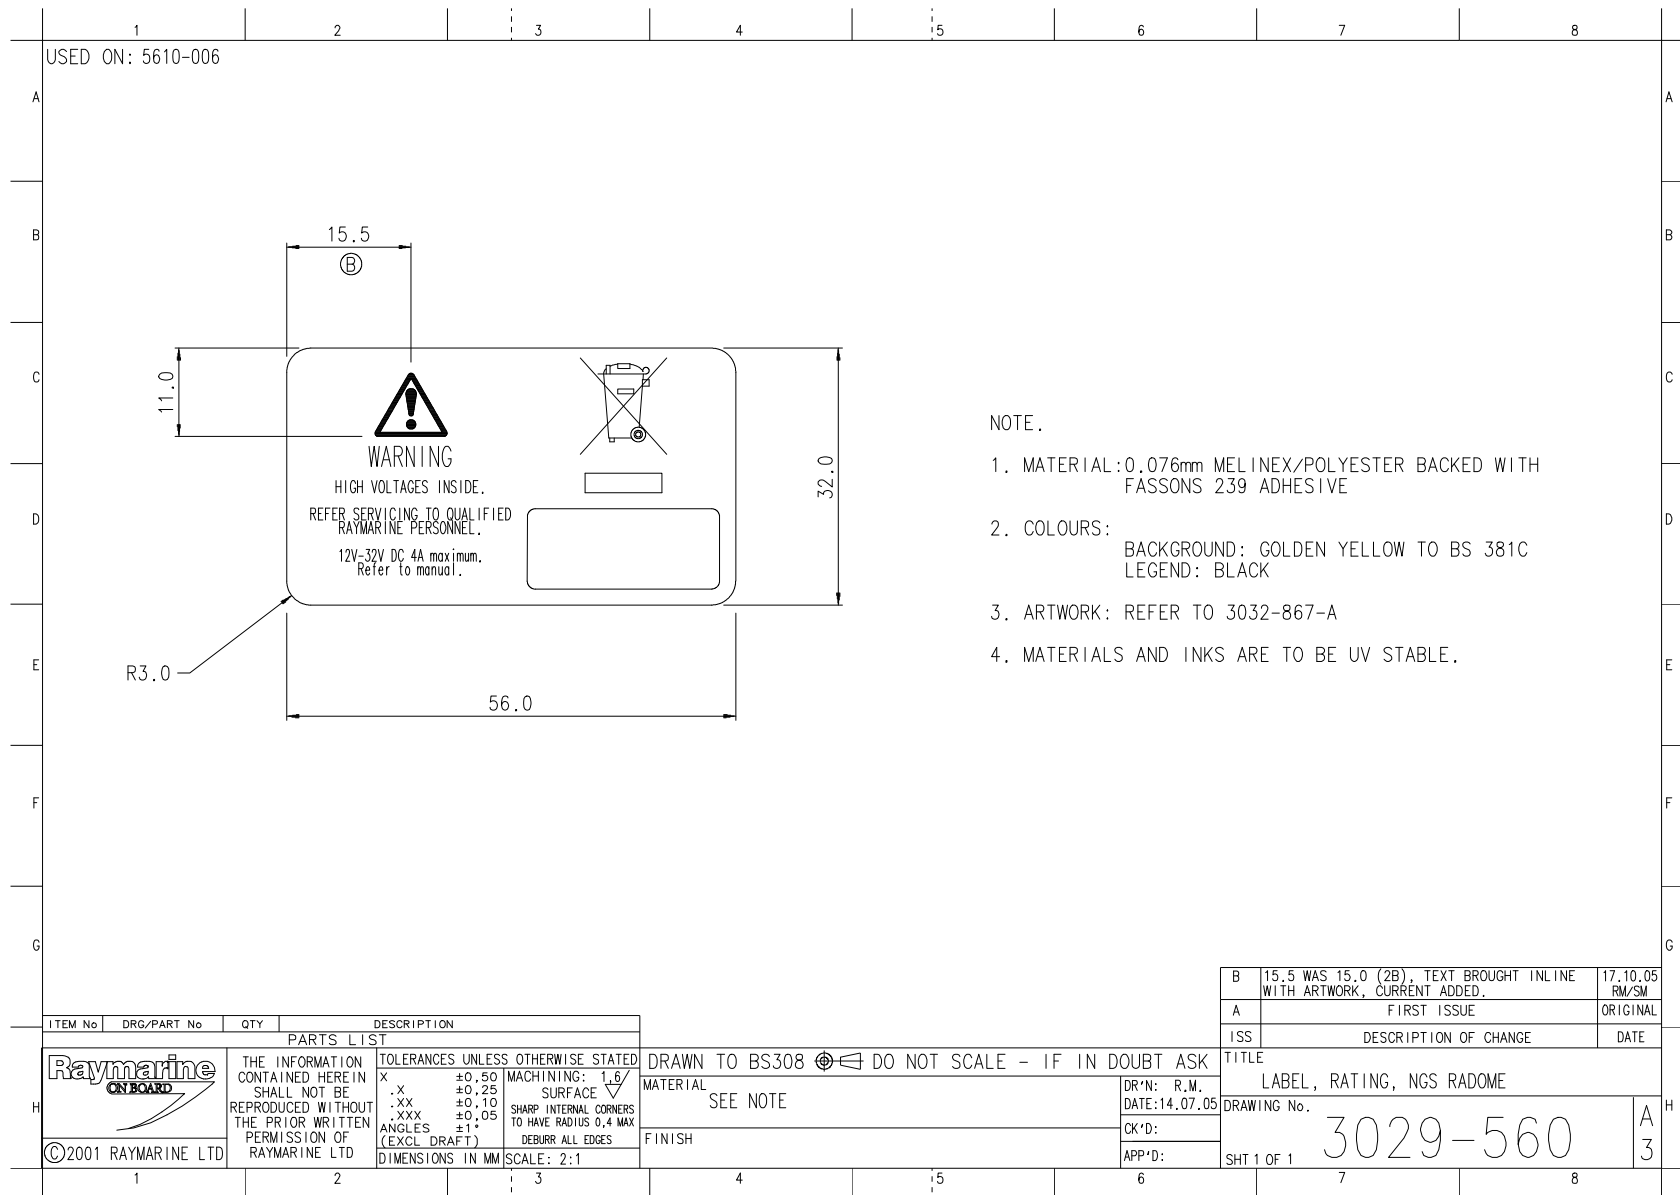 1 2 3 4 5 6 7 8
USED ON: 5610-006
A A
B B
C C
D D
E E
F F
G G
H H
15.5
B
11.0
32.0
56.0
R3.0
WARNING
HIGH VOLTAGES INSIDE.
REFER SERVICING TO QUALIFIED
RAYMARINE PERSONNEL.
12V-32V DC 4A maximum.
Refer to manual.
NOTE.
1. MATERIAL:0.076mm MELINEX/POLYESTER BACKED WITH
FASSONS 239 ADHESIVE
2. COLOURS:
BACKGROUND: GOLDEN YELLOW TO BS 381C
LEGEND: BLACK
3. ARTWORK: REFER TO 3032-867-A
4. MATERIALS AND INKS ARE TO BE UV STABLE.
B 15.5 WAS 15.0 (2B), TEXT BROUGHT INLINE 17.10.05
WITH ARTWORK, CURRENT ADDED. RM/SM
A FIRST ISSUE ORIGINAL
ISS DESCRIPTION OF CHANGE DATE
ITEM No DRG/PART No QTY DESCRIPTION
PARTS LIST
Raymarine
ON BOARD
©2001 RAYMARINE LTD
THE INFORMATION
CONTAINED HEREIN
SHALL NOT BE
REPRODUCED WITHOUT
THE PRIOR WRITTEN
PERMISSION OF
RAYMARINE LTD
TOLERANCES UNLESS OTHERWISE STATED
X ±0,50
.X ±0,25
.XX ±0,10
.XXX ±0,05
ANGLES ±1°
(EXCL DRAFT)
DIMENSIONS IN MM
MACHINING: 1,6
SURFACE
SHARP INTERNAL CORNERS
TO HAVE RADIUS 0,4 MAX
DEBURR ALL EDGES
SCALE: 2:1
DRAWN TO BS308 DO NOT SCALE - IF IN DOUBT ASK
MATERIAL
SEE NOTE
FINISH
DR'N: R.M.
DATE:14.07.05
CK'D:
APP'D:
TITLE
LABEL, RATING, NGS RADOME
DRAWING No.
3029-560
SHT 1 OF 1
A
3
1 2 3 4 5 6 7 8